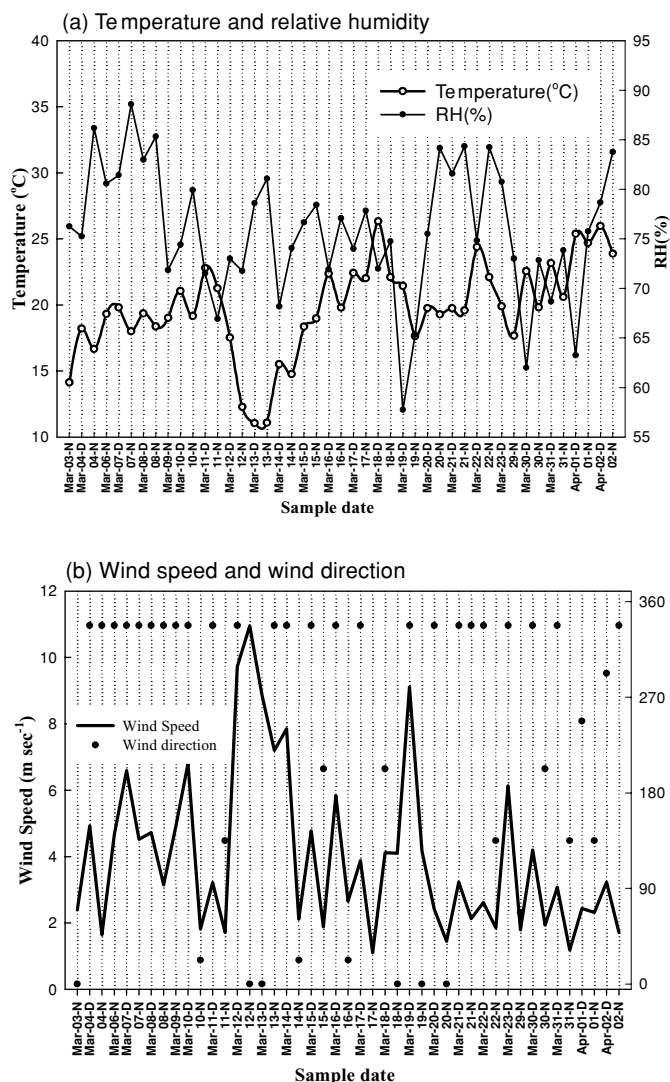 (a) Temperature and relative humidity
40
35
30
25
20
15
10
Temperature (°C)
Temperature(°C)
RH(%)
95
90
85
80
75
70
65
60
55
RH(%)
Mar-03-N
Mar-04-D
04-N
Mar-06-N
Mar-07-D
07-N
Mar-08-D
08-N
Mar-09-N
Mar-10-D
10-N
Mar-11-D
11-N
Mar-12-D
12-N
Mar-13-D
13-N
Mar-14-D
14-N
Mar-15-D
15-N
Mar-16-D
16-N
Mar-17-D
17-N
Mar-18-D
18-N
Mar-19-D
19-N
Mar-20-D
20-N
Mar-21-D
21-N
Mar-22-D
22-N
Mar-23-D
29-N
Mar-30-D
30-N
Mar-31-D
31-N
Apr-01-D
01-N
Apr-02-D
02-N
Sample date
(b) Wind speed and wind direction
12
10
8
6
4
2
0
Wind Speed (m sec⁻¹)
Wind Speed
Wind direction
360
270
180
90
0
Mar-03-N
Mar-04-D
04-N
Mar-06-N
Mar-07-D
07-N
Mar-08-D
08-N
Mar-09-N
Mar-10-D
10-N
Mar-11-D
11-N
Mar-12-D
12-N
Mar-13-D
13-N
Mar-14-D
14-N
Mar-15-D
15-N
Mar-16-D
16-N
Mar-17-D
17-N
Mar-18-D
18-N
Mar-19-D
19-N
Mar-20-D
20-N
Mar-21-D
21-N
Mar-22-D
22-N
Mar-23-D
29-N
Mar-30-D
30-N
Mar-31-D
31-N
Apr-01-D
01-N
Apr-02-D
02-N
Sample date